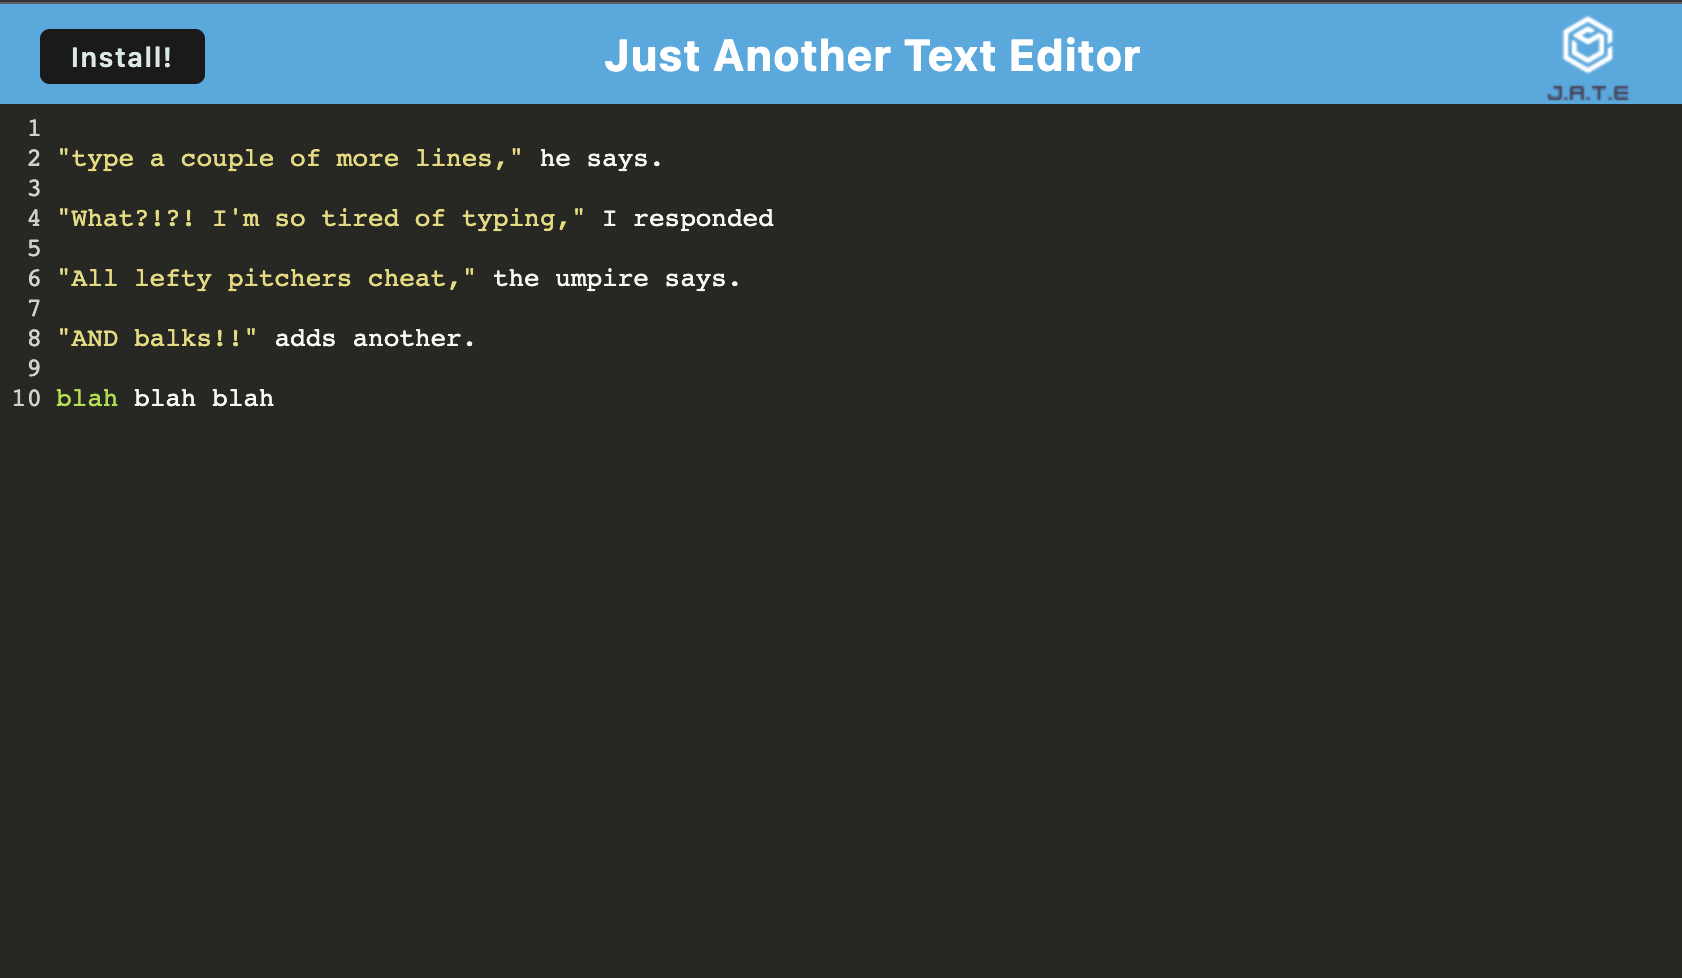 Install!
Just Another Text Editor
J.A.T.E
1
2 "type a couple of more lines," he says.
3
4 "What?!?! I'm so tired of typing," I responded
5
6 "All lefty pitchers cheat," the umpire says.
7
8 "AND balks!!" adds another.
9
10 blah blah blah